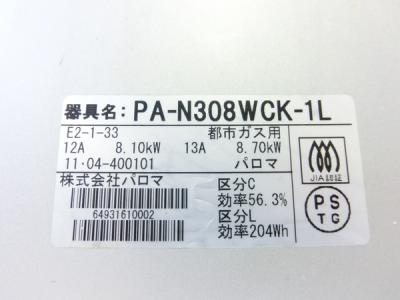 器具名: PA-N308WCK-1L
E2-1-33 都市ガス用
12A 8.10kW 13A 8.70kW
11・04-400101 パロマ
株式会社パロマ
64931610002
区分C
効率56.3%
区分L
効率204Wh
JIA認証
PS
TG